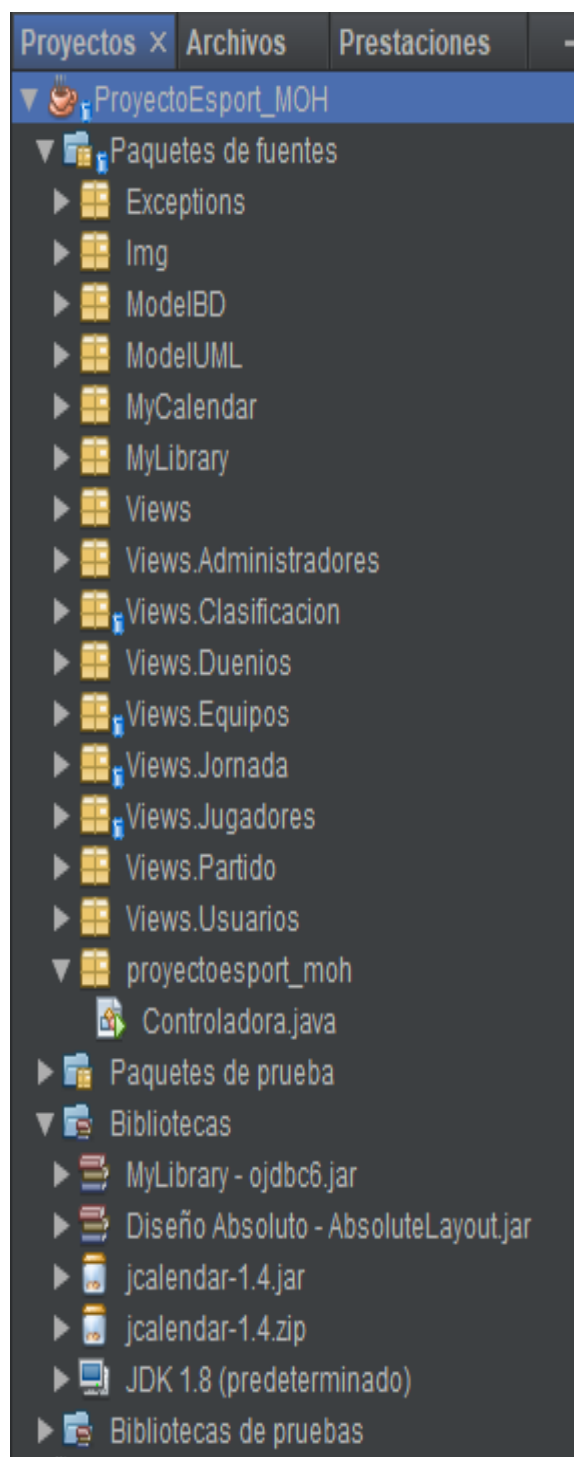 Proyectos × Archivos Prestaciones
ProyectoEsport_MOH
Paquetes de fuentes
Exceptions
Img
ModelBD
ModelUML
MyCalendar
MyLibrary
Views
Views.Administradores
Views.Clasificacion
Views.Duenios
Views.Equipos
Views.Jornada
Views.Jugadores
Views.Partido
Views.Usuarios
proyectoesport_moh
Controladora.java
Paquetes de prueba
Bibliotecas
MyLibrary - ojdbc6.jar
Diseño Absoluto - AbsoluteLayout.jar
jcalendar-1.4.jar
jcalendar-1.4.zip
JDK 1.8 (predeterminado)
Bibliotecas de pruebas